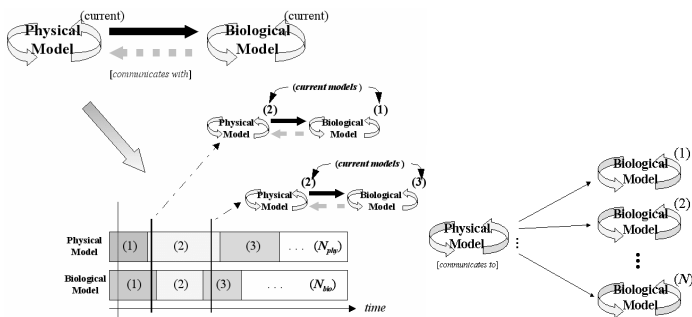 (current)
(current)
Physical
Model
Biological
Model
[communicates with]
(current models)
(2)
(1)
Physical
Model
Biological
Model
(current models)
(2)
(3)
Physical
Model
Biological
Model
Physical
Model
(1)
(2)
(3)
. . . (Nphy)
Biological
Model
(1)
(2)
(3)
. . . (Nbio)
time
Physical
Model
[communicates to]
Biological
Model
(1)
Biological
Model
(2)
Biological
Model
(N)